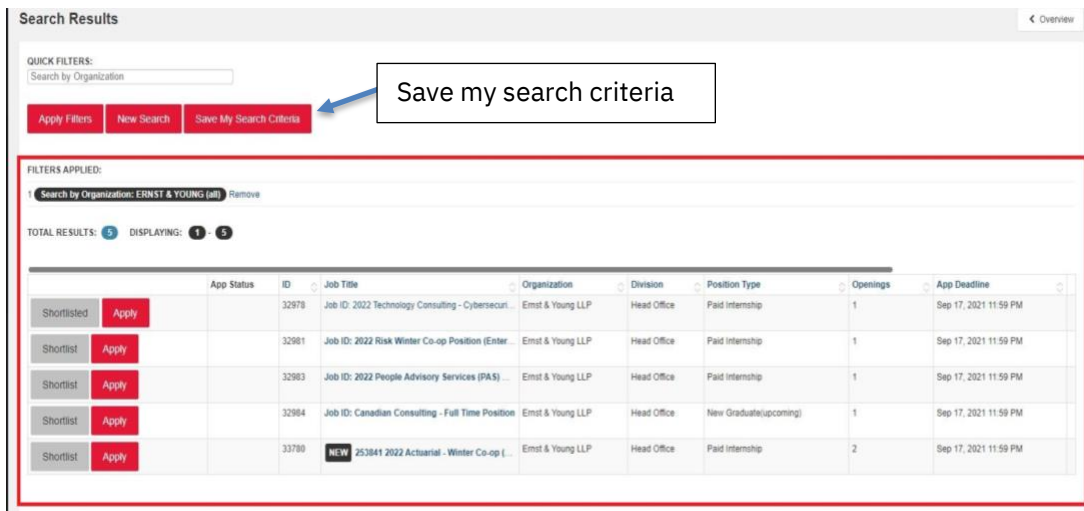 Search Results
Overview
QUICK FILTERS:
Search by Organization
Save my search criteria
Apply Filters New Search Save My Search Criteria
FILTERS APPLIED:
1 Search by Organization: ERNST & YOUNG (all) Remove
TOTAL RESULTS: 5 DISPLAYING: 1 - 5
App Status ID Job Title Organization Division Position Type Openings App Deadline
Shortlisted Apply 32978 Job ID: 2022 Technology Consulting - Cybersecuri... Ernst & Young LLP Head Office Paid Internship 1 Sep 17, 2021 11:59 PM
Shortlist Apply 32981 Job ID: 2022 Risk Winter Co-op Position (Enter... Ernst & Young LLP Head Office Paid Internship 1 Sep 17, 2021 11:59 PM
Shortlist Apply 32983 Job ID: 2022 People Advisory Services (PAS) ... Ernst & Young LLP Head Office Paid Internship 1 Sep 17, 2021 11:59 PM
Shortlist Apply 32984 Job ID: Canadian Consulting - Full Time Position Ernst & Young LLP Head Office New Graduate(upcoming) 1 Sep 17, 2021 11:59 PM
Shortlist Apply 33780 NEW 253841 2022 Actuarial - Winter Co-op (... Ernst & Young LLP Head Office Paid Internship 2 Sep 17, 2021 11:59 PM